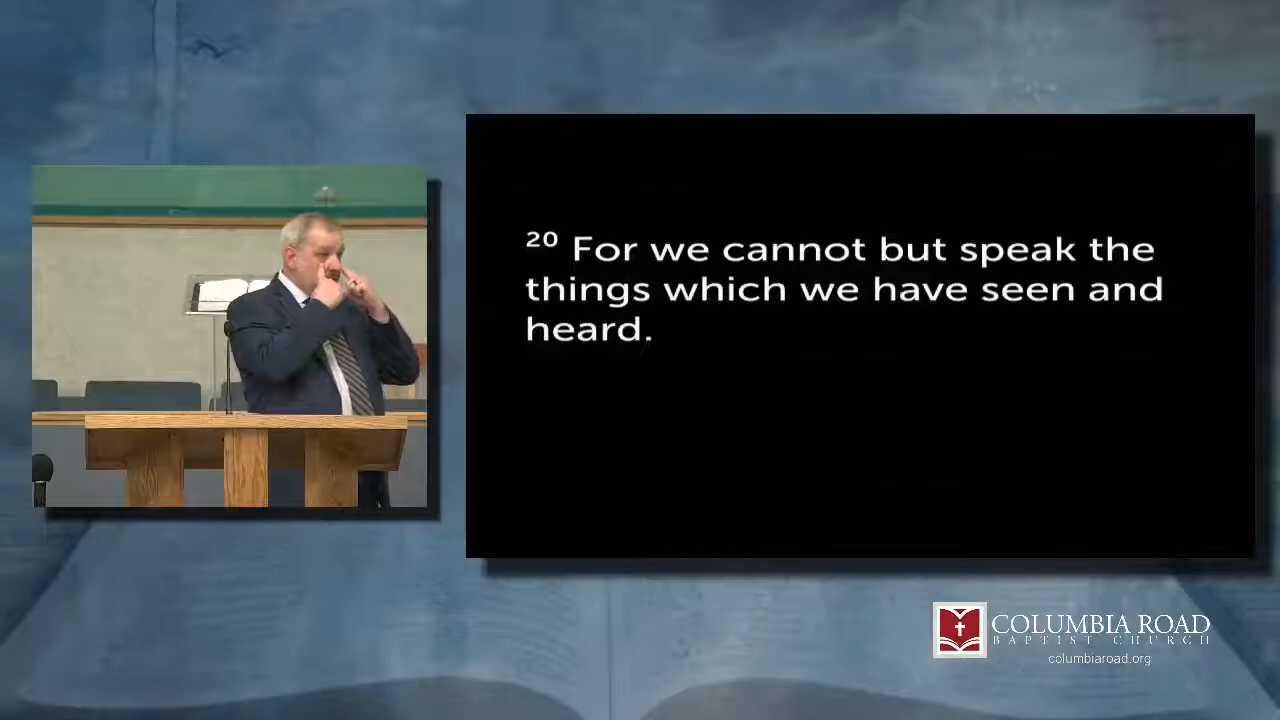 20 For we cannot but speak the
things which we have seen and
heard.
COLUMBIA ROAD
BAPTIST CHURCH
columbiaroad.org